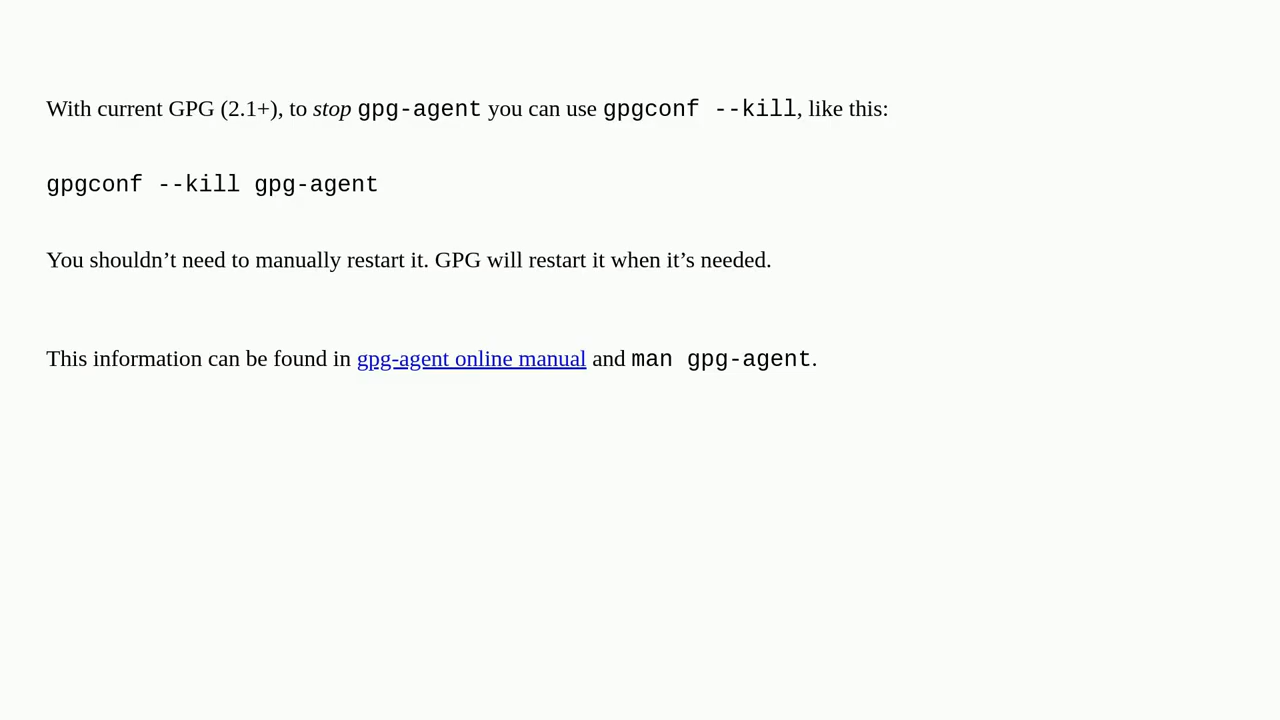 With current GPG (2.1+), to stop gpg-agent you can use gpgconf --kill, like this:
gpgconf --kill gpg-agent
You shouldn’t need to manually restart it. GPG will restart it when it’s needed.
This information can be found in gpg-agent online manual and man gpg-agent.